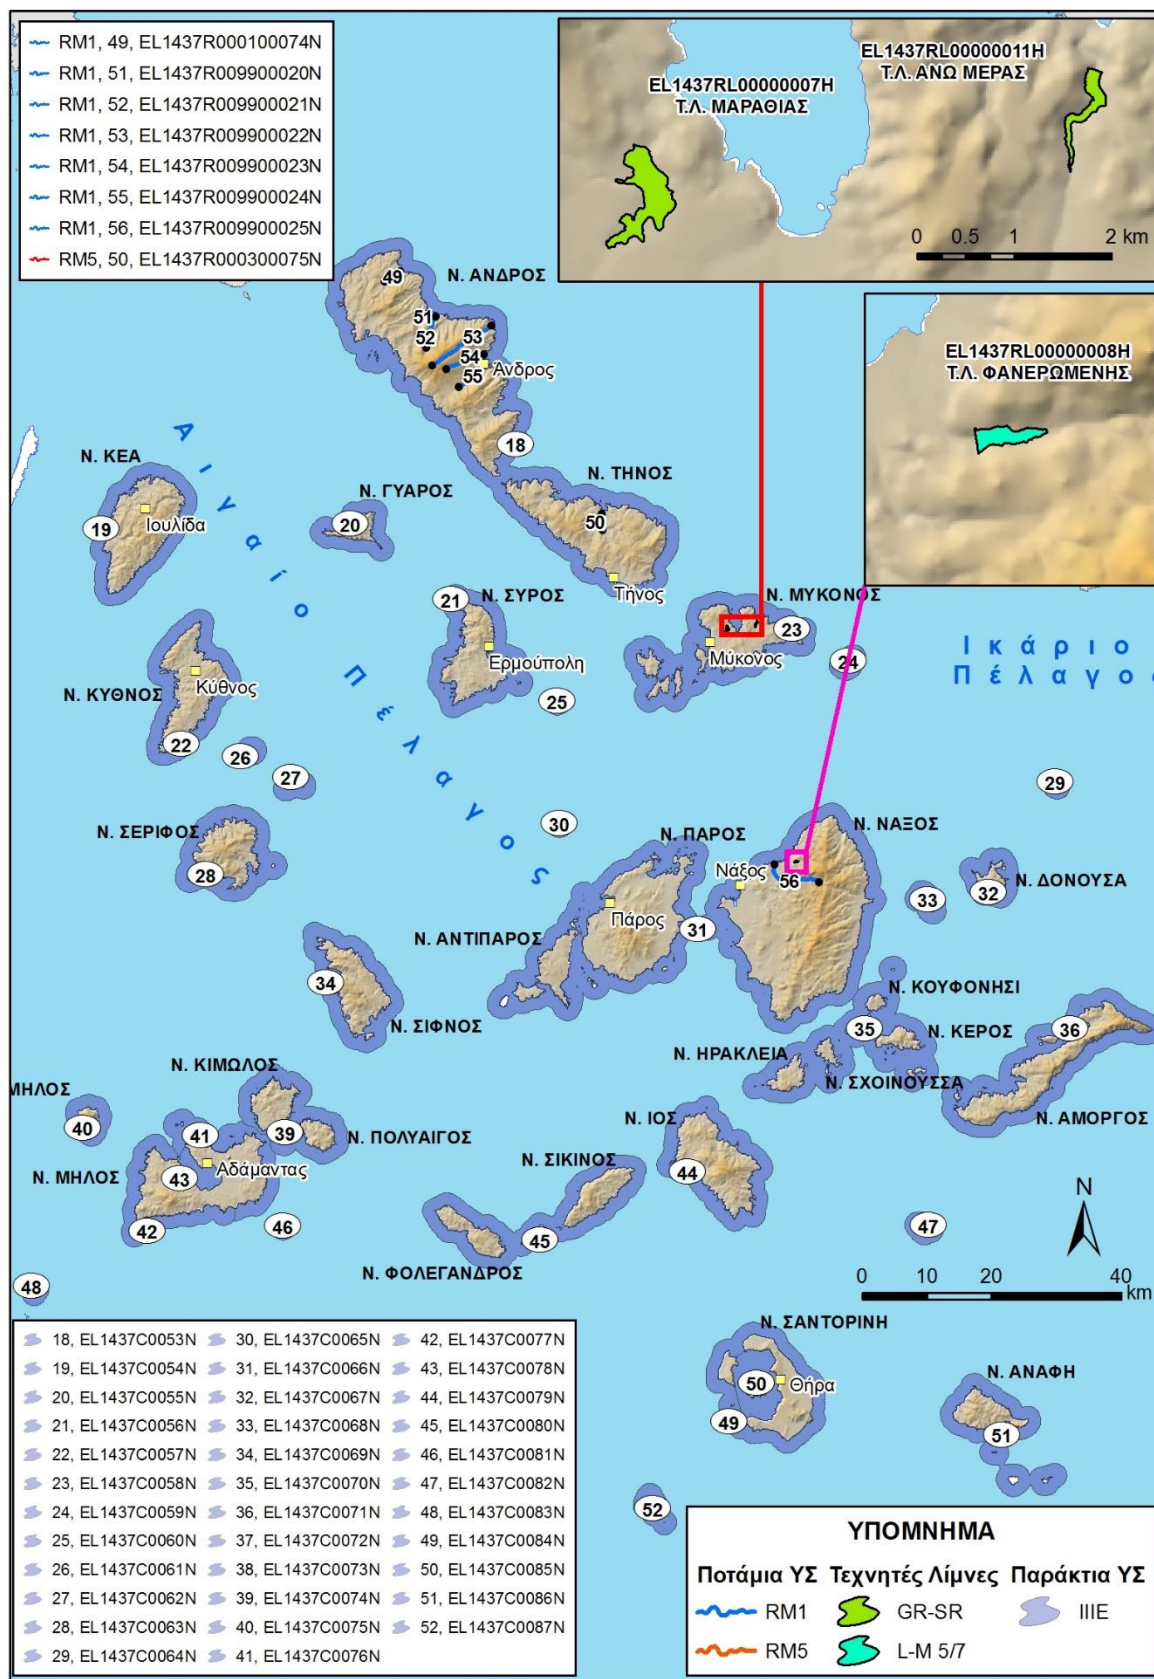 RM1, 49, EL1437R000100074N
RM1, 51, EL1437R009900020N
RM1, 52, EL1437R009900021N
RM1, 53, EL1437R009900022N
RM1, 54, EL1437R009900023N
RM1, 55, EL1437R009900024N
RM1, 56, EL1437R009900025N
RM5, 50, EL1437R000300075N
EL1437RL00000011H
Τ.Λ. ΑΝΩ ΜΕΡΑΣ
EL1437RL00000007H
Τ.Λ. ΜΑΡΑΘΙΑΣ
0 0.5 1 2 km
EL1437RL00000008H
Τ.Λ. ΦΑΝΕΡΩΜΕΝΗΣ
49
Ν. ΑΝΔΡΟΣ
51
52
53
54
55
Άνδρος
18
Αιγαίο Πέλαγος
Ν. ΚΕΑ
Ιουλίδα
19
Ν. ΓΥΑΡΟΣ
20
Ν. ΤΗΝΟΣ
50
Τήνος
21
Ν. ΣΥΡΟΣ
Ερμούπολη
Ν. ΜΥΚΟΝΟΣ
23
Μύκονος
24
Ικάριο
Πέλαγος
Ν. ΚΥΘΝΟΣ
Κύθνος
22
25
26
27
29
30
Ν. ΣΕΡΙΦΟΣ
28
Ν. ΠΑΡΟΣ
Πάρος
31
Ν. ΝΑΞΟΣ
Νάξος
56
33
32
Ν. ΔΟΝΟΥΣΑ
Ν. ΑΝΤΙΠΑΡΟΣ
34
Ν. ΣΙΦΝΟΣ
Ν. ΚΟΥΦΟΝΗΣΙ
35
Ν. ΚΕΡΟΣ
36
Ν. ΗΡΑΚΛΕΙΑ
Ν. ΣΧΟΙΝΟΥΣΣΑ
Ν. ΑΜΟΡΓΟΣ
Ν. ΚΙΜΩΛΟΣ
ΜΗΛΟΣ
40
41
39
Ν. ΠΟΛΥΑΙΓΟΣ
Ν. ΜΗΛΟΣ
43
Αδάμαντας
42
46
Ν. ΙΟΣ
44
Ν. ΣΙΚΙΝΟΣ
45
Ν. ΦΟΛΕΓΑΝΔΡΟΣ
47
48
N
0 10 20 40
km
Ν. ΣΑΝΤΟΡΙΝΗ
50
Θήρα
49
Ν. ΑΝΑΦΗ
51
52
18, EL1437C0053N 30, EL1437C0065N 42, EL1437C0077N
19, EL1437C0054N 31, EL1437C0066N 43, EL1437C0078N
20, EL1437C0055N 32, EL1437C0067N 44, EL1437C0079N
21, EL1437C0056N 33, EL1437C0068N 45, EL1437C0080N
22, EL1437C0057N 34, EL1437C0069N 46, EL1437C0081N
23, EL1437C0058N 35, EL1437C0070N 47, EL1437C0082N
24, EL1437C0059N 36, EL1437C0071N 48, EL1437C0083N
25, EL1437C0060N 37, EL1437C0072N 49, EL1437C0084N
26, EL1437C0061N 38, EL1437C0073N 50, EL1437C0085N
27, EL1437C0062N 39, EL1437C0074N 51, EL1437C0086N
28, EL1437C0063N 40, EL1437C0075N 52, EL1437C0087N
29, EL1437C0064N 41, EL1437C0076N
ΥΠΟΜΝΗΜΑ
Ποτάμια ΥΣ Τεχνητές Λίμνες Παράκτια ΥΣ
RM1 GR-SR IIIE
RM5 L-M 5/7